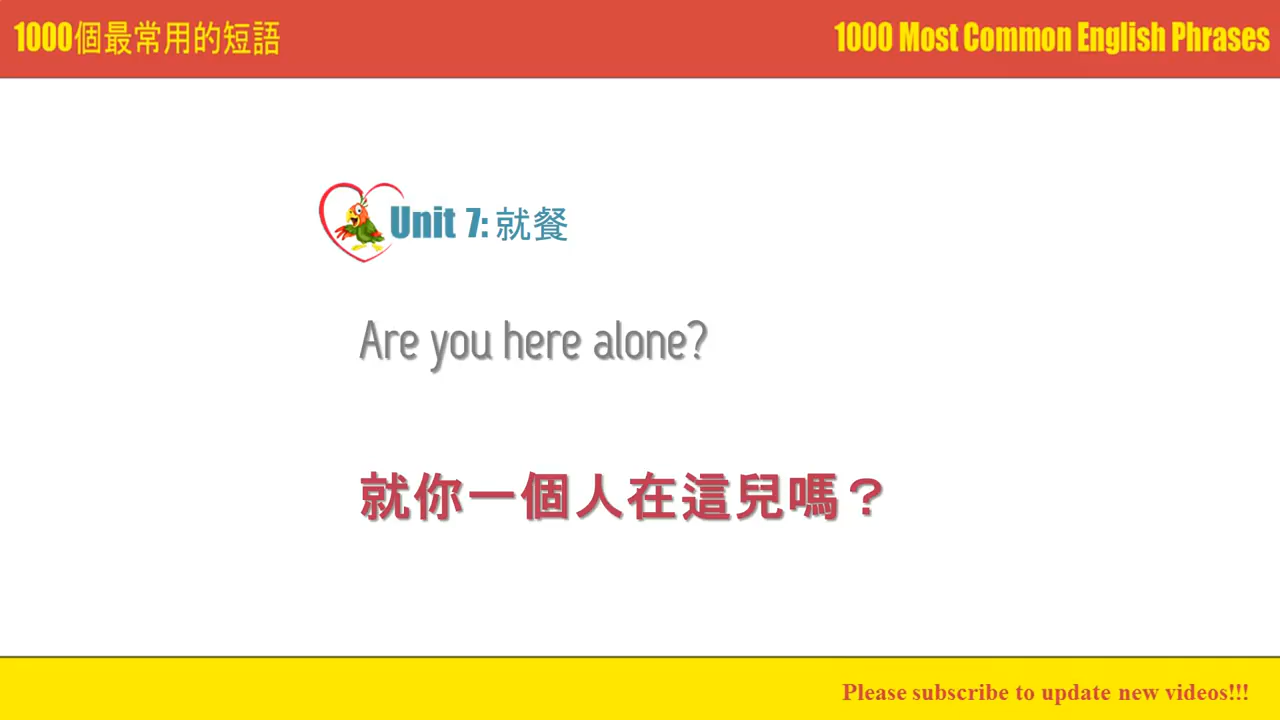 1000個最常用的短語
1000 Most Common English Phrases
Unit 7: 就餐
Are you here alone?
就你一個人在這兒嗎？
Please subscribe to update new videos!!!